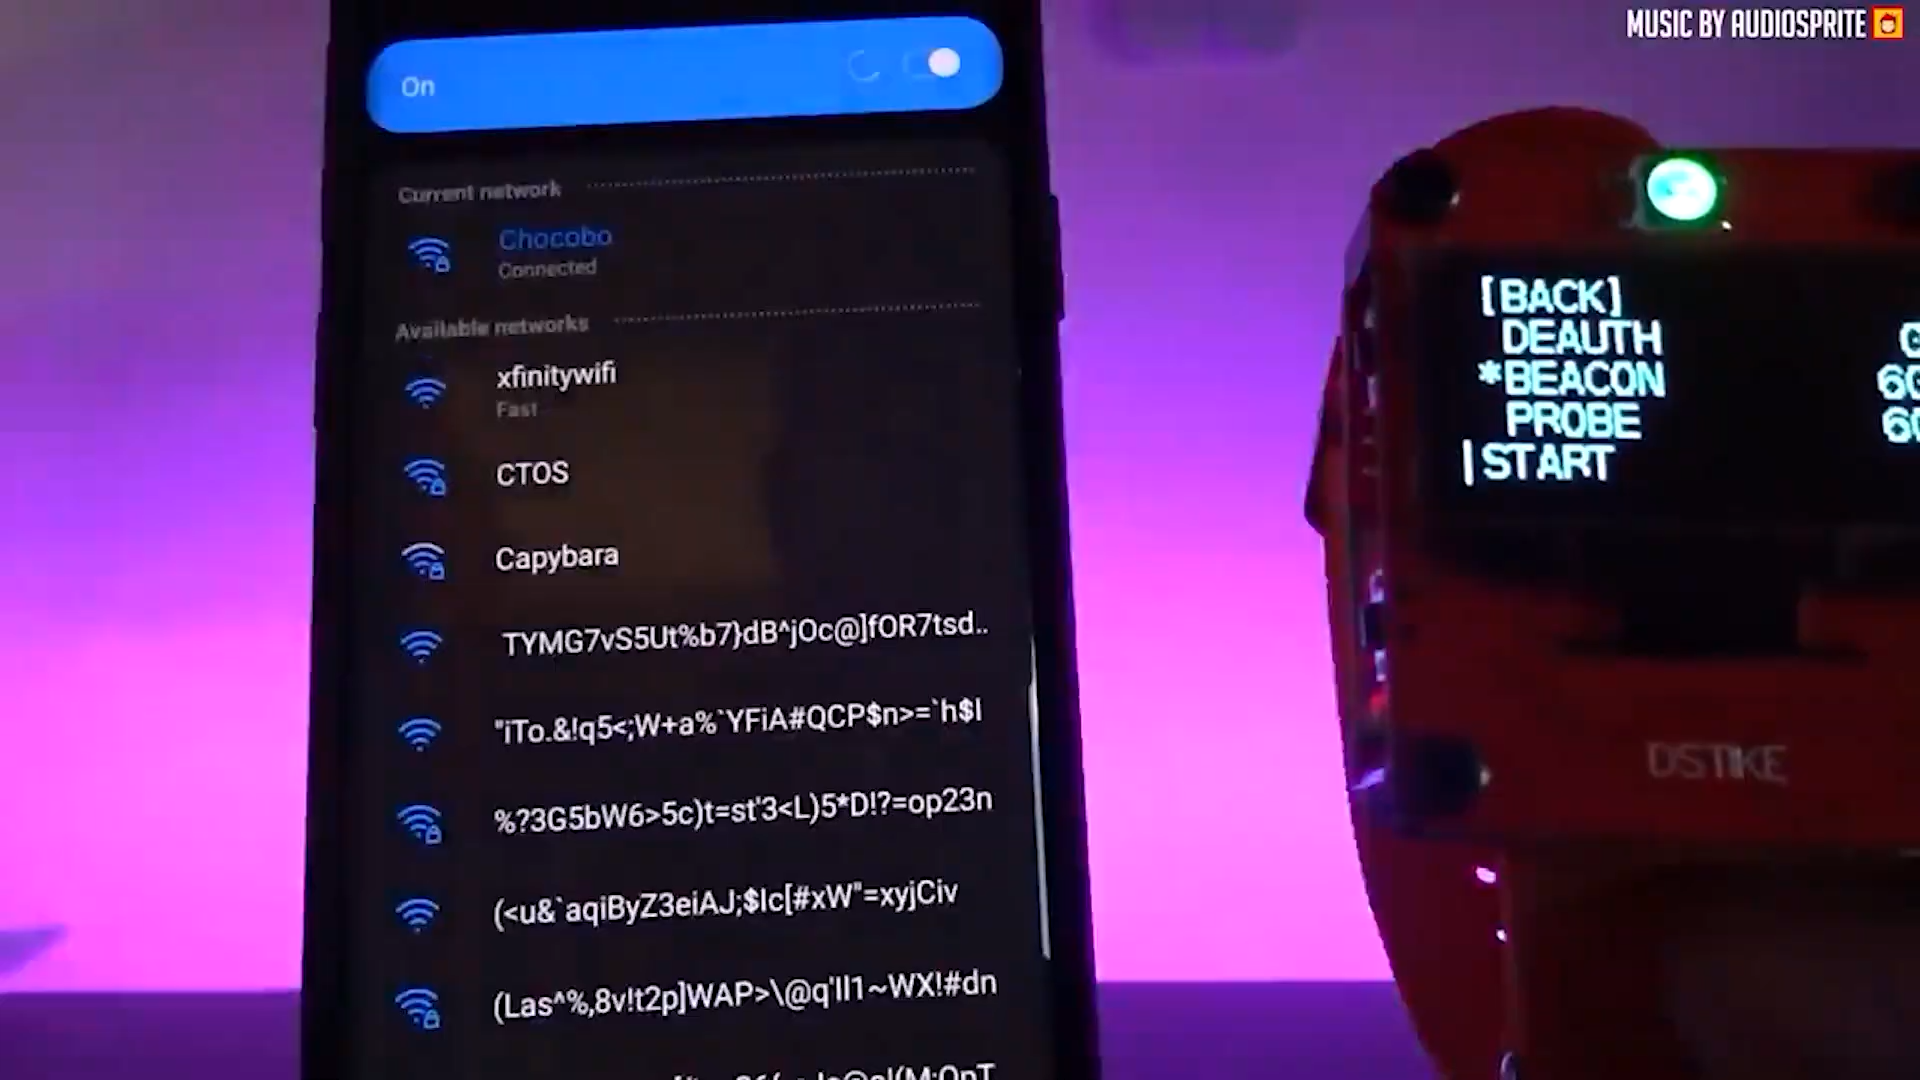 MUSIC BY AUDIOSPRITE
On
Current network
Chocobo
Connected
Available networks
xfinitywifi
Fast
CTOS
Capybara
TYMG7vS5Ut%b7}dB^jOc@]fOR7tsd..
"iTo.&!q5<;W+a%`YFiA#QCP$n>=`h$I
%?3G5bW6>5c)t=st'3<L)5*D!?=op23n
(<u&`aqiByZ3eiAJ;$Ic[#xW"=xyjCiv
(Las^%,8v!t2p]WAP>\@q'II1~WX!#dn
[BACK]
DEAUTH
*BEACON
PROBE
|START
DSTIKE